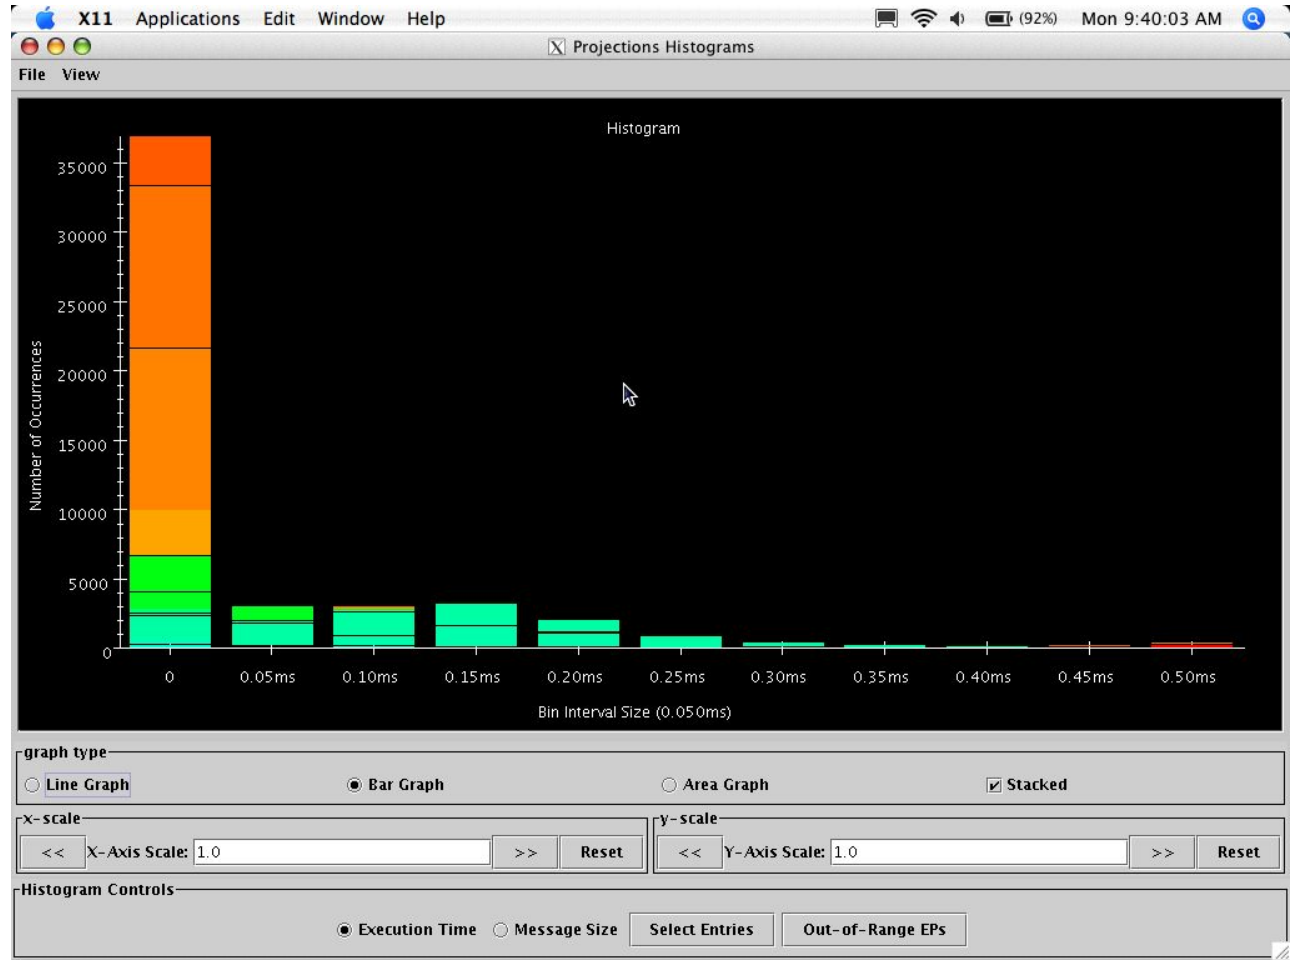 X11 Applications Edit Window Help (92%) Mon 9:40:03 AM
X Projections Histograms
File View
Histogram
35000
30000
25000
20000
15000
10000
5000
0
Number of Occurrences
0 0.05ms 0.10ms 0.15ms 0.20ms 0.25ms 0.30ms 0.35ms 0.40ms 0.45ms 0.50ms
Bin Interval Size (0.050ms)
graph type
Line Graph Bar Graph Area Graph Stacked
x-scale y-scale
<< X-Axis Scale: 1.0 >> Reset << Y-Axis Scale: 1.0 >> Reset
Histogram Controls
Execution Time Message Size Select Entries Out-of-Range EPs